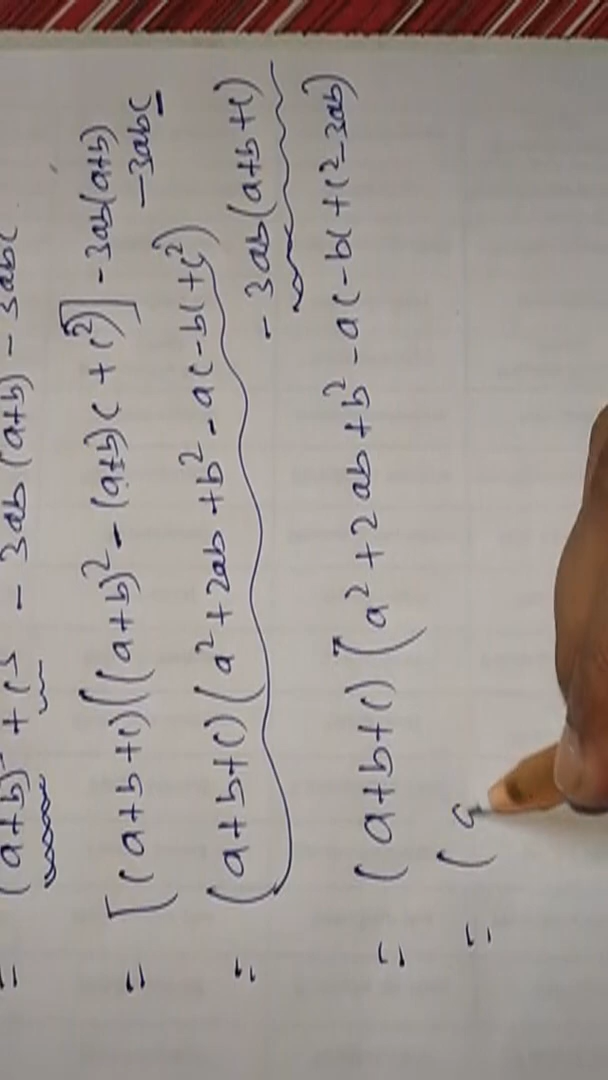 = (a+b)³ + c³ - 3ab (a+b) - 3abc
= [(a+b+c)((a+b)² - (a+b)c + c²)] - 3ab(a+b)
- 3abc
= (a+b+c) (a² + 2ab + b² - ac - bc + c²)
- 3ab (a+b+c)
= (a+b+c) (a² + 2ab + b² - ac - bc + c² - 3ab)
= (a